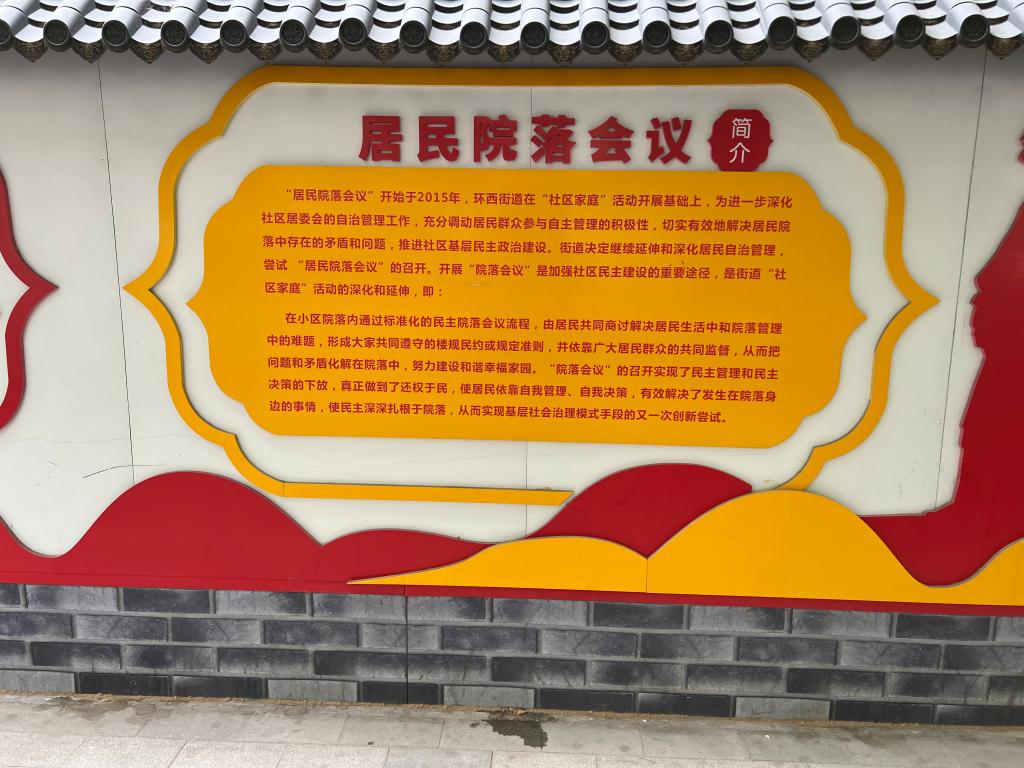 居民院落会议 简介
“居民院落会议”开始于2015年，环西街道在“社区家庭”活动开展基础上，为进一步深化
社区居委会的自治管理工作，充分调动居民群众参与自主管理的积极性，切实有效地解决居民院
落中存在的矛盾和问题，推进社区基层民主政治建设。街道决定继续延伸和深化居民自治管理，
尝试“居民院落会议”的召开。开展“院落会议”是加强社区民主建设的重要途径，是街道“社
区家庭”活动的深化和延伸，即：
在小区院落内通过标准化的民主院落会议流程，由居民共同商讨解决居民生活中和院落管理
中的难题，形成大家共同遵守的楼规民约或规定准则，并依靠广大居民群众的共同监督，从而把
问题和矛盾化解在院落中，努力建设和谐幸福家园。“院落会议”的召开实现了民主管理和民主
决策的下放，真正做到了还权于民，使居民依靠自我管理、自我决策，有效解决了发生在院落身
边的事情，使民主深深扎根于院落，从而实现基层社会治理模式手段的又一次创新尝试。